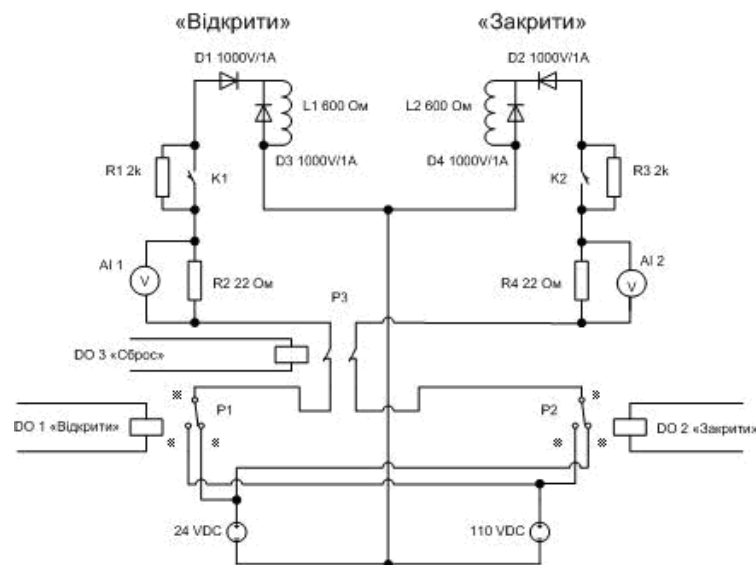 «Відкрити» «Закрити»
D1 1000V/1A D2 1000V/1A
L1 600 Ом L2 600 Ом
D3 1000V/1A D4 1000V/1A
R1 2k K1 K2 R3 2k
AI 1 V R2 22 Ом R4 22 Ом V AI 2
P3
DO 3 «Сброс»
DO 1 «Відкрити» P1 P2 DO 2 «Закрити»
24 VDC 110 VDC